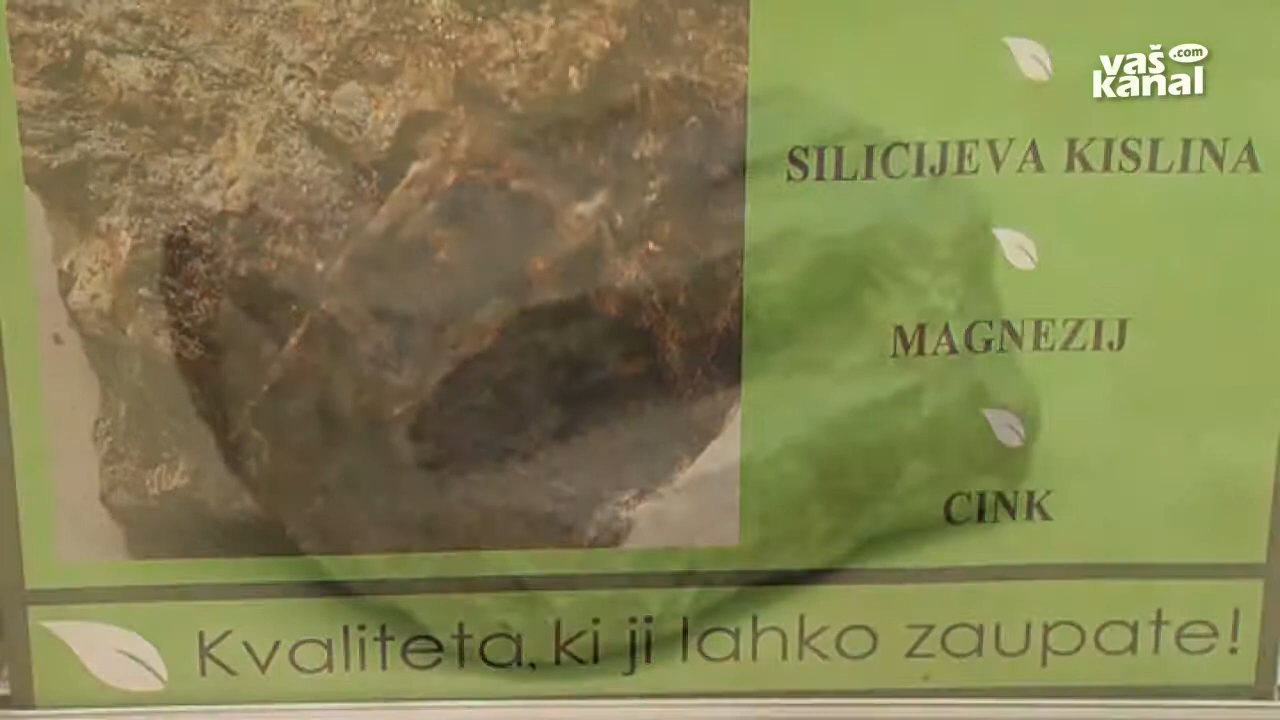 vaš .com
kanal
SILICIJEVA KISLINA
MAGNEZIJ
CINK
Kvaliteta, ki ji lahko zaupate!